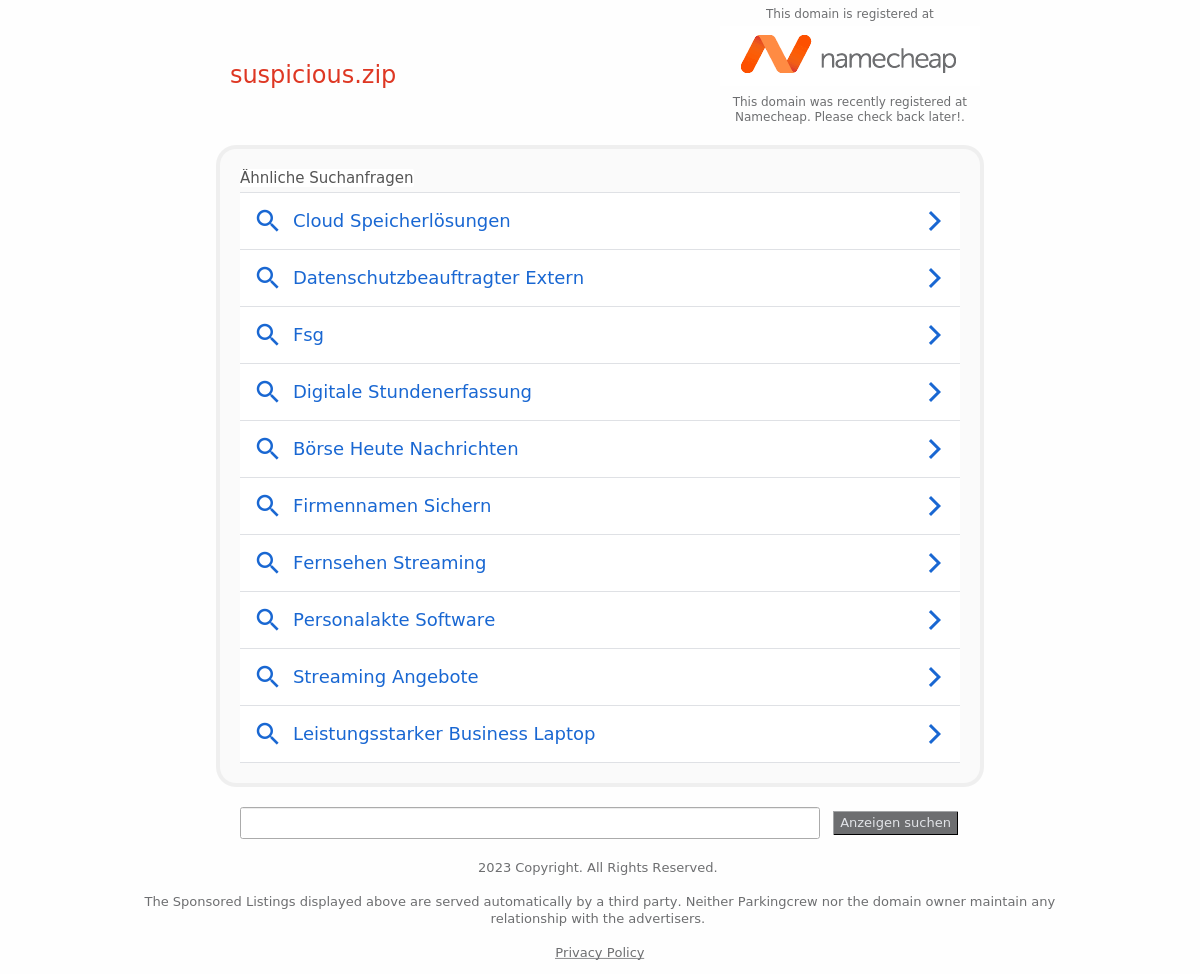 This domain is registered at
namecheap
suspicious.zip
This domain was recently registered at
Namecheap. Please check back later!.
Ähnliche Suchanfragen
Cloud Speicherlösungen
Datenschutzbeauftragter Extern
Fsg
Digitale Stundenerfassung
Börse Heute Nachrichten
Firmennamen Sichern
Fernsehen Streaming
Personalakte Software
Streaming Angebote
Leistungsstarker Business Laptop
Anzeigen suchen
2023 Copyright. All Rights Reserved.
The Sponsored Listings displayed above are served automatically by a third party. Neither Parkingcrew nor the domain owner maintain any
relationship with the advertisers.
Privacy Policy